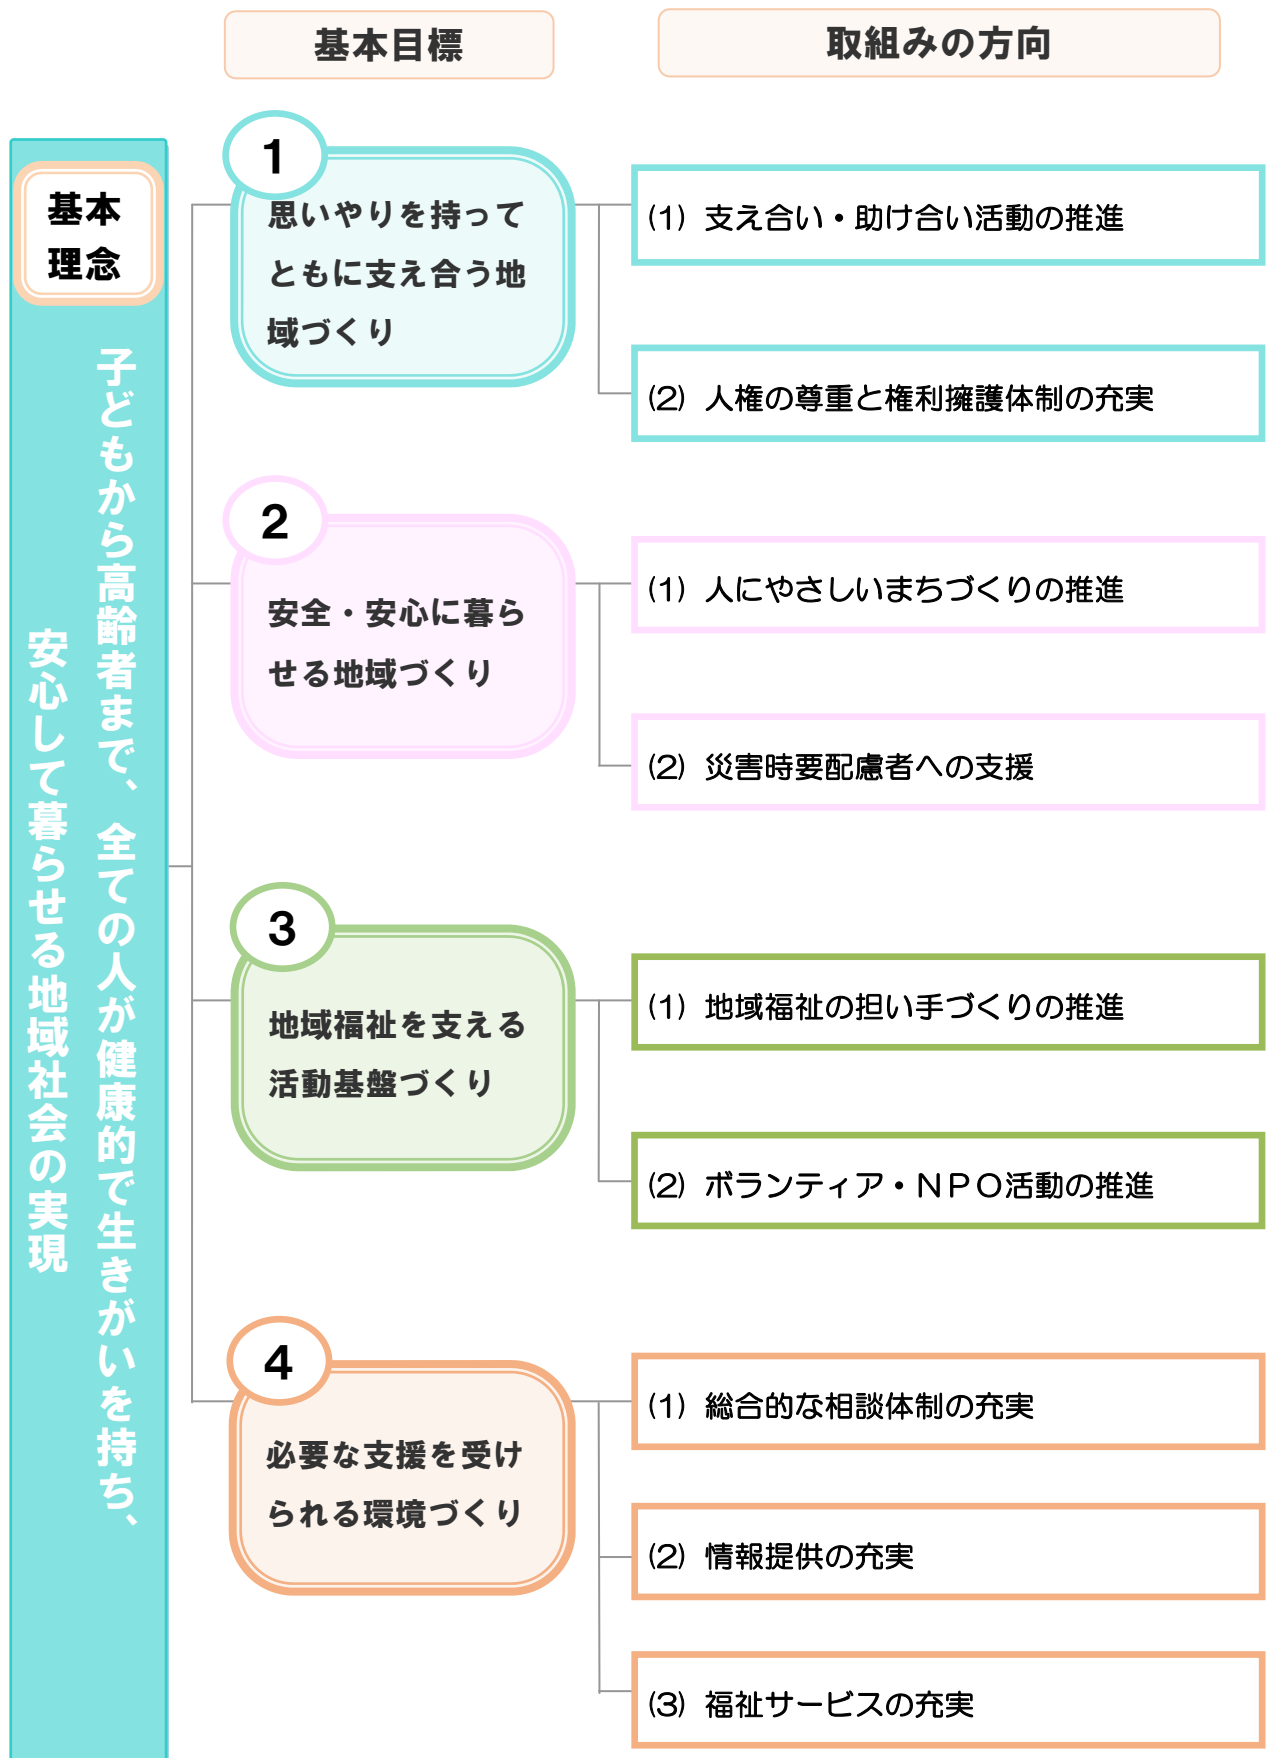 基本目標
取組みの方向
基本
理念
子どもから高齢者まで、全ての人が健康的で生きがいを持ち、
安心して暮らせる地域社会の実現
1
思いやりを持って
ともに支え合う地
域づくり
(1) 支え合い・助け合い活動の推進
(2) 人権の尊重と権利擁護体制の充実
2
安全・安心に暮ら
せる地域づくり
(1) 人にやさしいまちづくりの推進
(2) 災害時要配慮者への支援
3
地域福祉を支える
活動基盤づくり
(1) 地域福祉の担い手づくりの推進
(2) ボランティア・ＮＰＯ活動の推進
4
必要な支援を受け
られる環境づくり
(1) 総合的な相談体制の充実
(2) 情報提供の充実
(3) 福祉サービスの充実